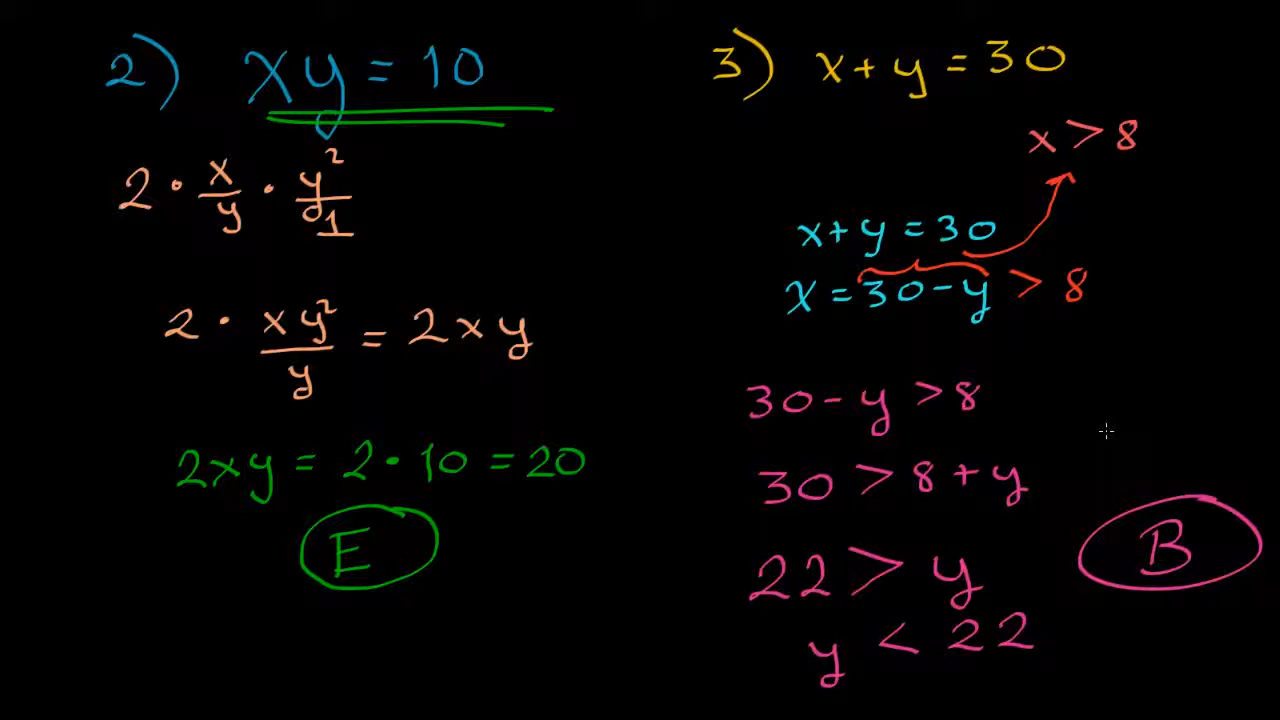 2) xy = 10
2 · x/y · y²/1
2 · xy²/y = 2xy
2xy = 2 · 10 = 20
E
3) x + y = 30
x > 8
x + y = 30
x = 30 - y > 8
30 - y > 8
30 > 8 + y
22 > y
y < 22
B